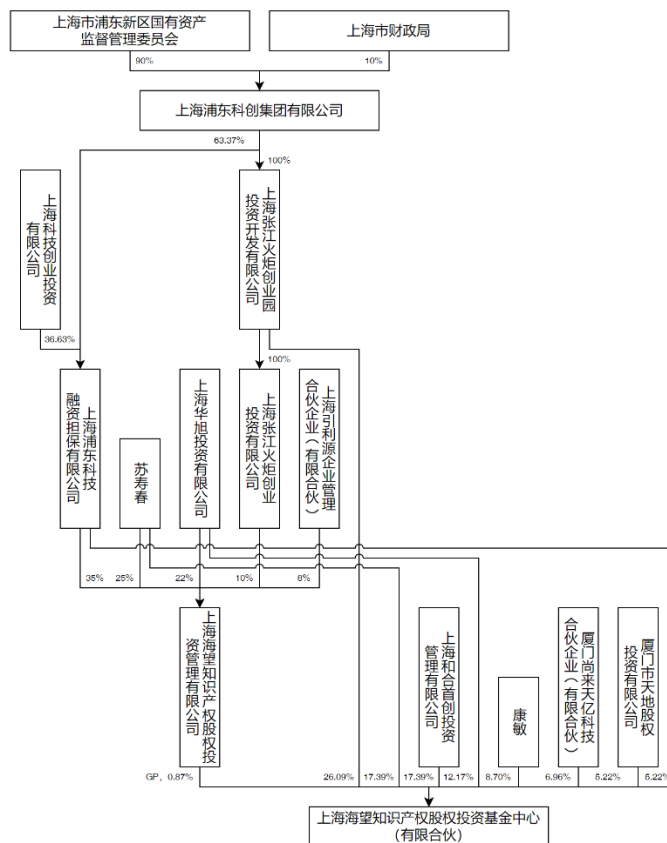 上海市浦东新区国有资产
监督管理委员会
上海市财政局
90%
10%
上海浦东科创集团有限公司
63.37%
100%
上海科技创业投资
有限公司
上海张江火炬创业园
投资开发有限公司
36.63%
100%
上海浦东科技
融资担保有限公司
苏寿春
上海华旭投资有限公司
上海张江火炬创业
投资有限公司
上海引利源企业管理
合伙企业（有限合伙）
35%
25%
22%
10%
8%
上海海望知识产权股权投
资管理有限公司
上海和合首创投资
管理有限公司
康敏
厦门尚来天亿科技
合伙企业（有限合伙）
厦门市天地股权
投资有限公司
GP，0.87%
26.09%
17.39%
17.39%
12.17%
8.70%
6.96%
5.22%
5.22%
上海海望知识产权股权投资基金中心
（有限合伙）